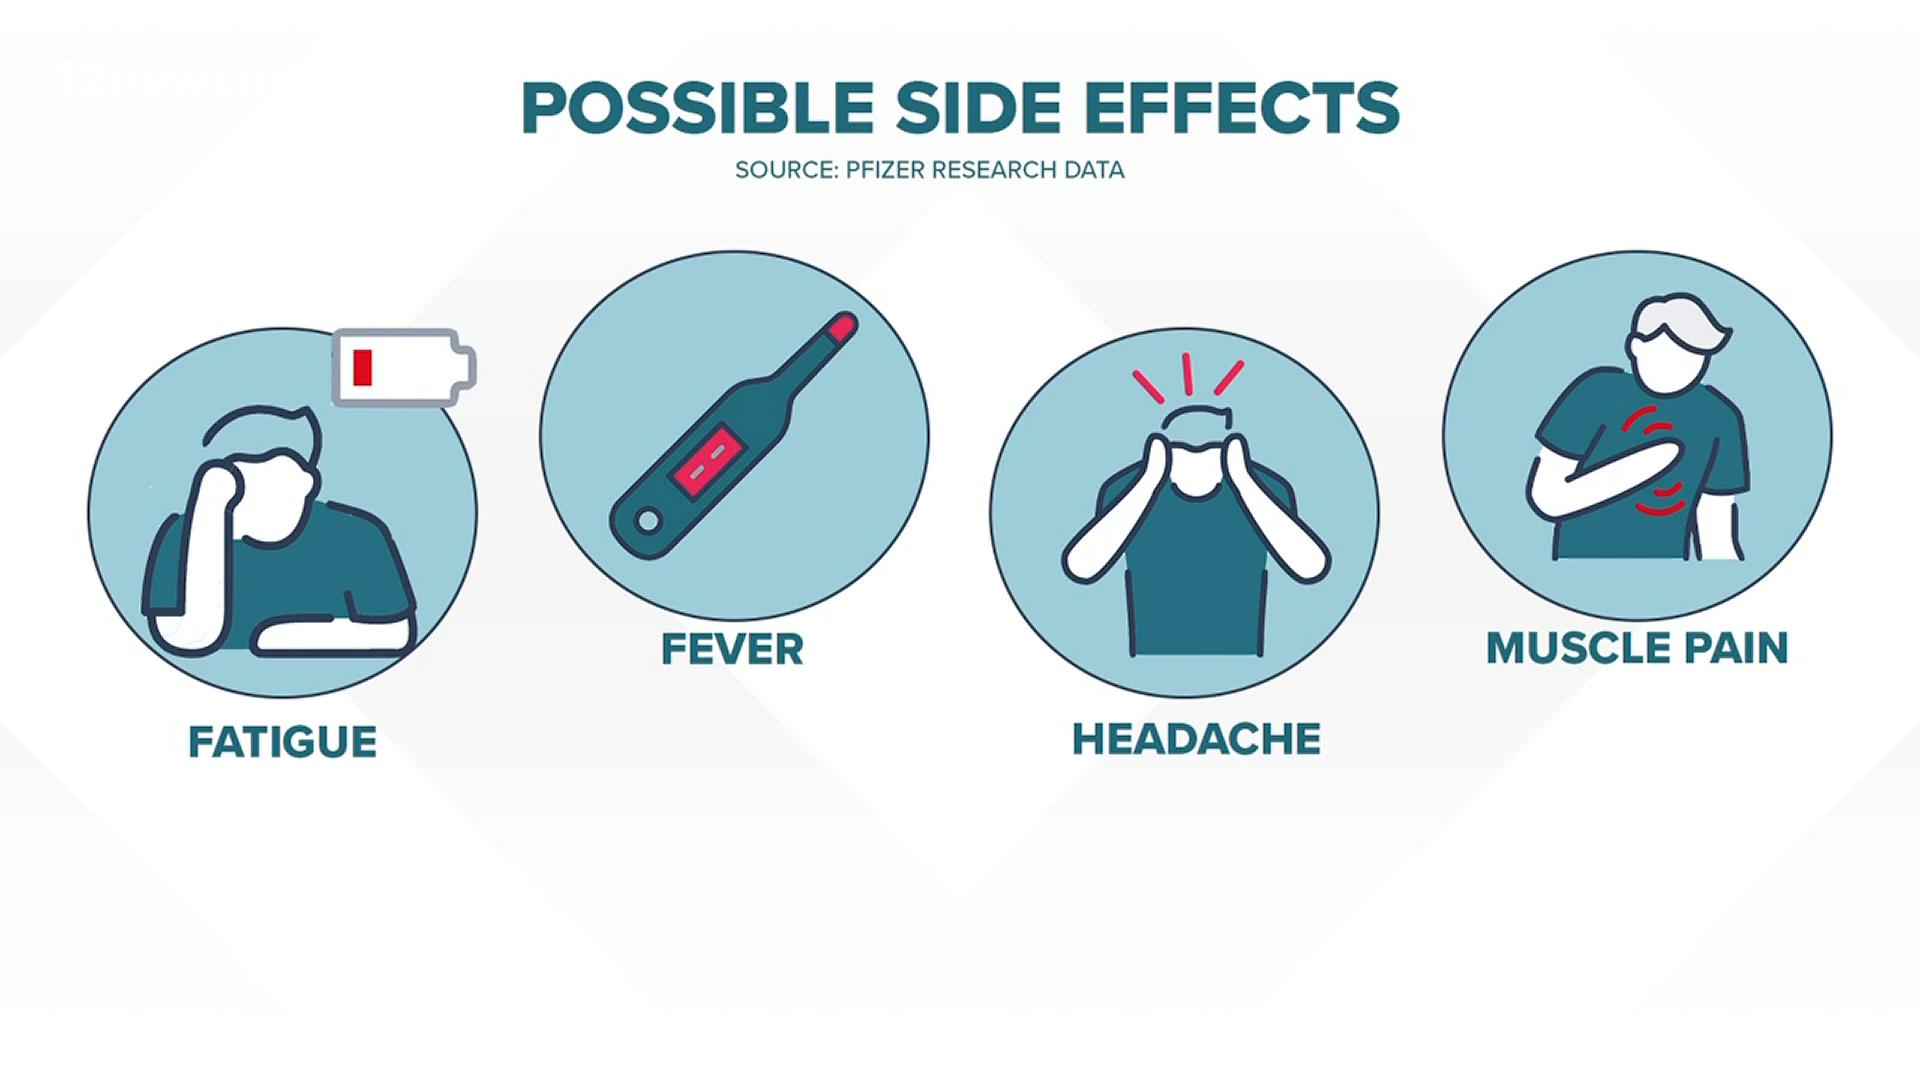 POSSIBLE SIDE EFFECTS
SOURCE: PFIZER RESEARCH DATA
FATIGUE
FEVER
HEADACHE
MUSCLE PAIN